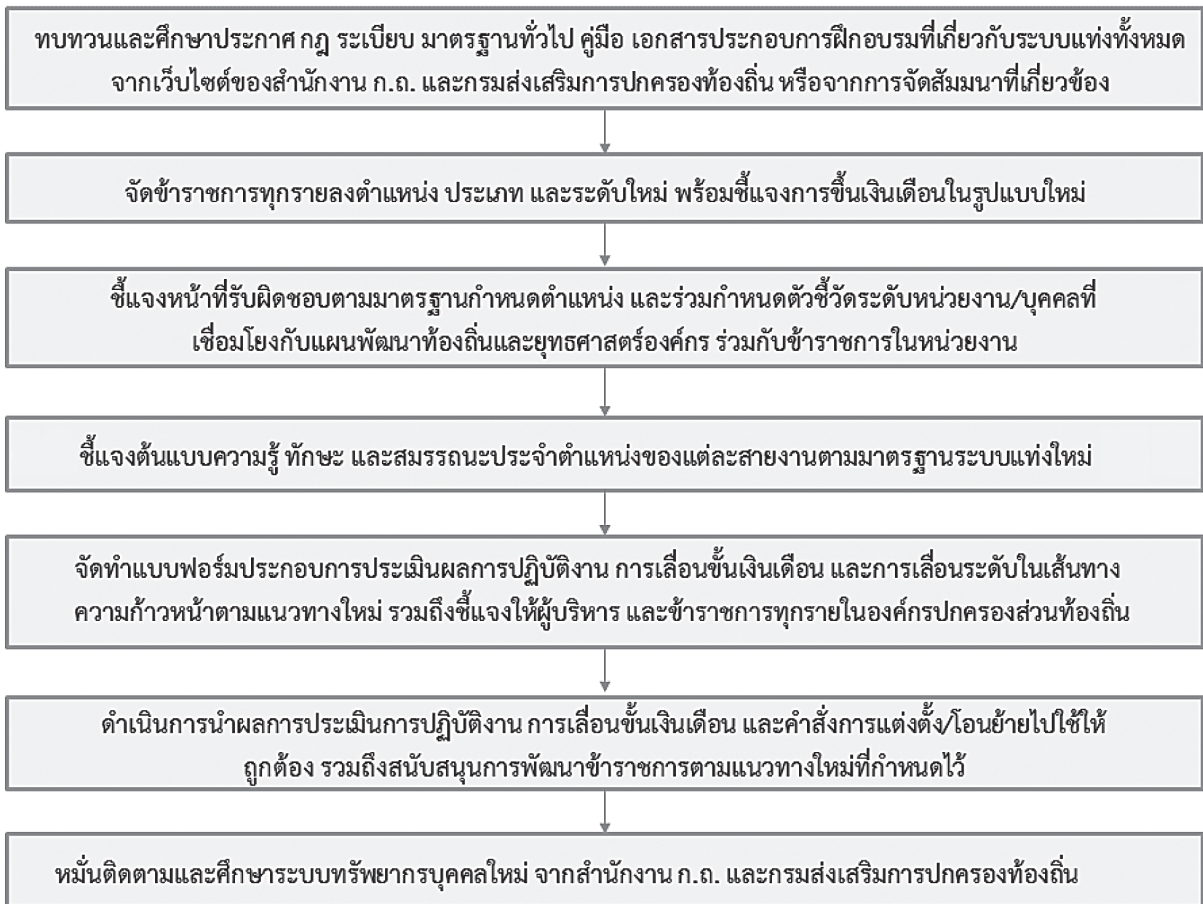 ทบทวนและศึกษาประกาศ กฎ ระเบียบ มาตรฐานทั่วไป คู่มือ เอกสารประกอบการฝึกอบรมที่เกี่ยวกับระบบแท่งทั้งหมด
จากเว็บไซต์ของสำนักงาน ก.ถ. และกรมส่งเสริมการปกครองท้องถิ่น หรือจากการจัดสัมมนาที่เกี่ยวข้อง
จัดข้าราชการทุกรายลงตำแหน่ง ประเภท และระดับใหม่ พร้อมชี้แจงการขึ้นเงินเดือนในรูปแบบใหม่
ชี้แจงหน้าที่รับผิดชอบตามมาตรฐานกำหนดตำแหน่ง และร่วมกำหนดตัวชี้วัดระดับหน่วยงาน/บุคคลที่
เชื่อมโยงกับแผนพัฒนาท้องถิ่นและยุทธศาสตร์องค์กร ร่วมกับข้าราชการในหน่วยงาน
ชี้แจงต้นแบบความรู้ ทักษะ และสมรรถนะประจำตำแหน่งของแต่ละสายงานตามมาตรฐานระบบแท่งใหม่
จัดทำแบบฟอร์มประกอบการประเมินผลการปฏิบัติงาน การเลื่อนขั้นเงินเดือน และการเลื่อนระดับในเส้นทาง
ความก้าวหน้าตามแนวทางใหม่ รวมถึงชี้แจงให้ผู้บริหาร และข้าราชการทุกรายในองค์กรปกครองส่วนท้องถิ่น
ดำเนินการนำผลการประเมินการปฏิบัติงาน การเลื่อนขั้นเงินเดือน และคำสั่งการแต่งตั้ง/โอนย้ายไปใช้ให้
ถูกต้อง รวมถึงสนับสนุนการพัฒนาข้าราชการตามแนวทางใหม่ที่กำหนดไว้
หมั่นติดตามและศึกษาระบบทรัพยากรบุคคลใหม่ จากสำนักงาน ก.ถ. และกรมส่งเสริมการปกครองท้องถิ่น